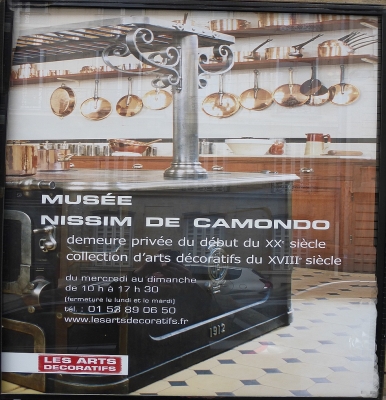 MUSÉE
NISSIM DE CAMONDO
demeure privée du début du XXᵉ siècle
collection d'arts décoratifs du XVIIIᵉ siècle
du mercredi au dimanche
de 10 h à 17 h 30
(fermeture le lundi et le mardi)
tél. : 01 53 89 06 50
www.lesartsdecoratifs.fr
1912
LES ARTS
DECORATIFS